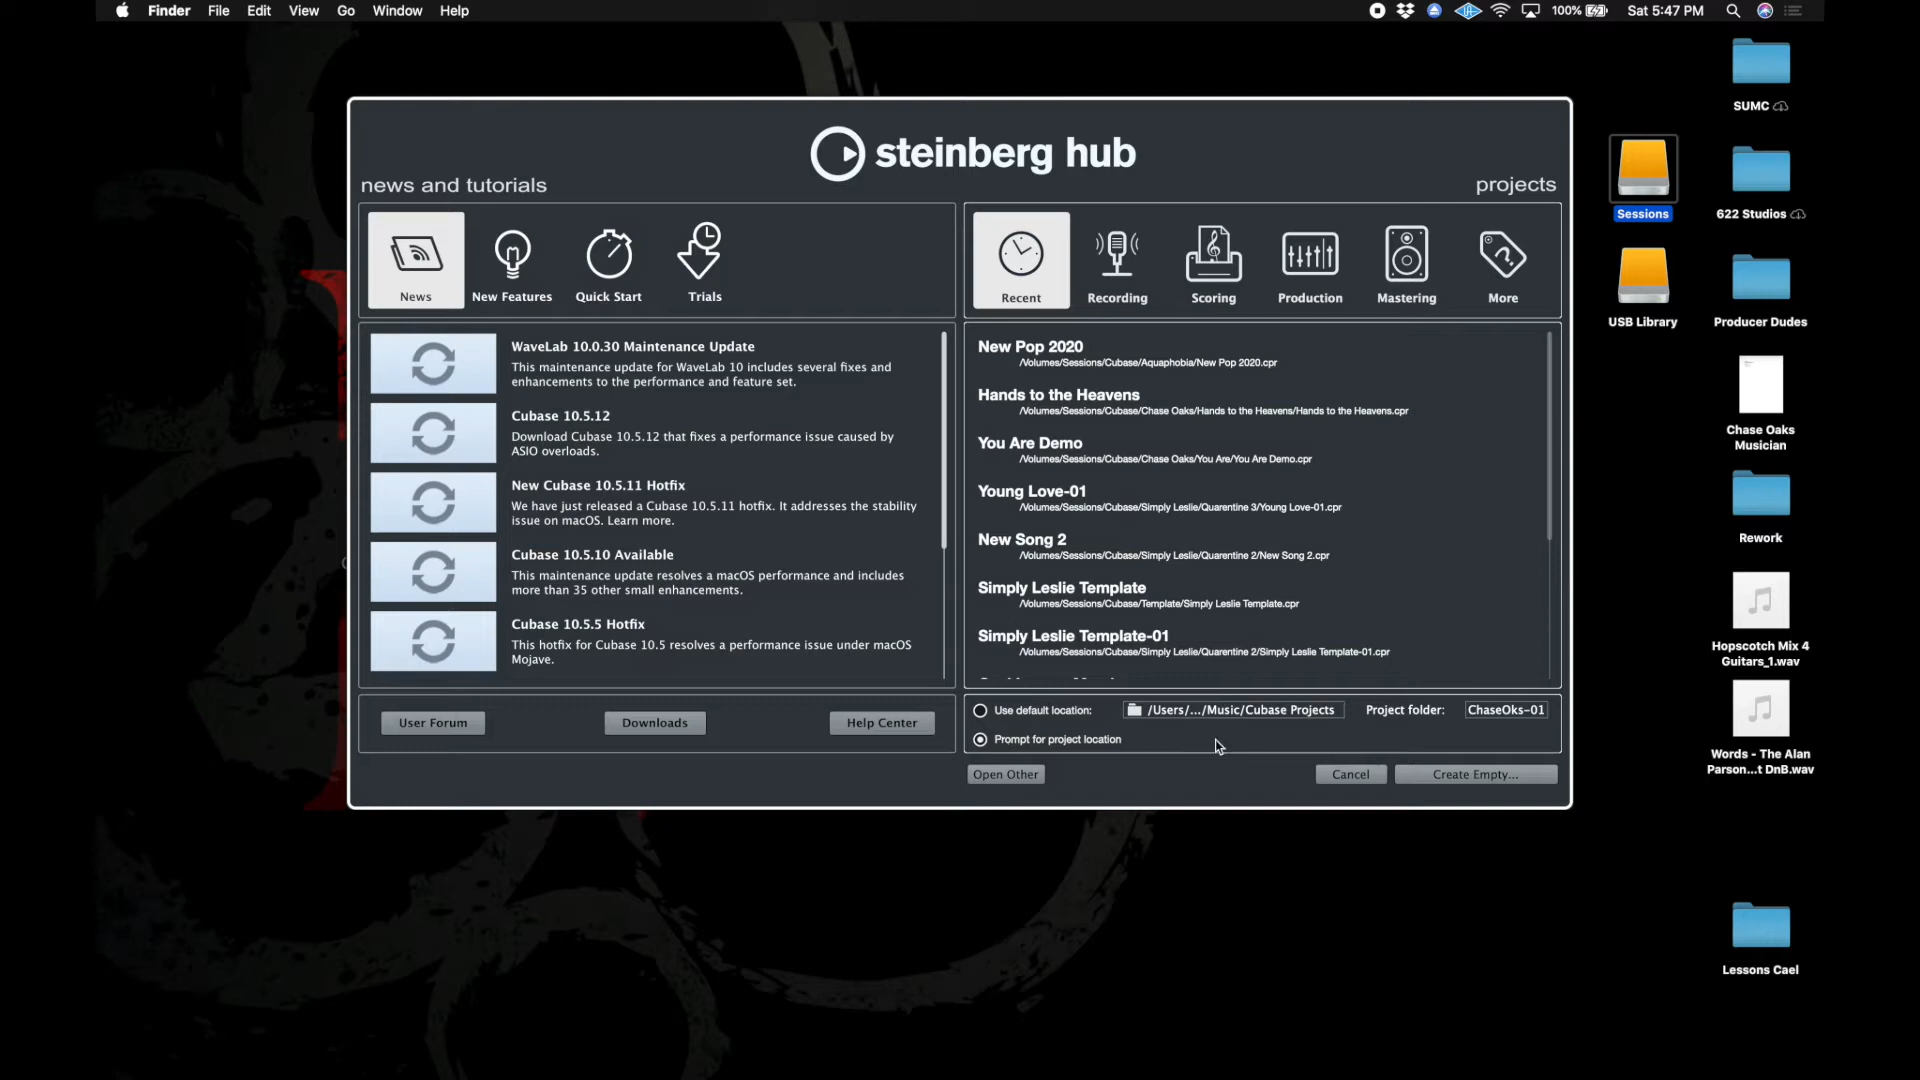 Finder File Edit View Go Window Help
100% Sat 5:47 PM
steinberg hub
news and tutorials
projects
News
New Features
Quick Start
Trials
Recent
Recording
Scoring
Production
Mastering
More
WaveLab 10.0.30 Maintenance Update
This maintenance update for WaveLab 10 includes several fixes and
enhancements to the performance and feature set.
Cubase 10.5.12
Download Cubase 10.5.12 that fixes a performance issue caused by
ASIO overloads.
New Cubase 10.5.11 Hotfix
We have just released a Cubase 10.5.11 hotfix. It addresses the stability
issue on macOS. Learn more.
Cubase 10.5.10 Available
This maintenance update resolves a macOS performance and includes
more than 35 other small enhancements.
Cubase 10.5.5 Hotfix
This hotfix for Cubase 10.5 resolves a performance issue under macOS
Mojave.
New Pop 2020
/Volumes/Sessions/Cubase/Aquaphobia/New Pop 2020.cpr
Hands to the Heavens
/Volumes/Sessions/Cubase/Chase Oaks/Hands to the Heavens/Hands to the Heavens.cpr
You Are Demo
/Volumes/Sessions/Cubase/Chase Oaks/You Are/You Are Demo.cpr
Young Love-01
/Volumes/Sessions/Cubase/Simply Leslie/Quarentine 3/Young Love-01.cpr
New Song 2
/Volumes/Sessions/Cubase/Simply Leslie/Quarentine 2/New Song 2.cpr
Simply Leslie Template
/Volumes/Sessions/Cubase/Template/Simply Leslie Template.cpr
Simply Leslie Template-01
/Volumes/Sessions/Cubase/Simply Leslie/Quarentine 2/Simply Leslie Template-01.cpr
User Forum
Downloads
Help Center
Use default location: /Users/.../Music/Cubase Projects Project folder: ChaseOks-01
Prompt for project location
Open Other
Cancel
Create Empty...
SUMC
Sessions
622 Studios
USB Library
Producer Dudes
Chase Oaks
Musician
Rework
Hopscotch Mix 4
Guitars_1.wav
Words - The Alan
Parson...t DnB.wav
Lessons Cael